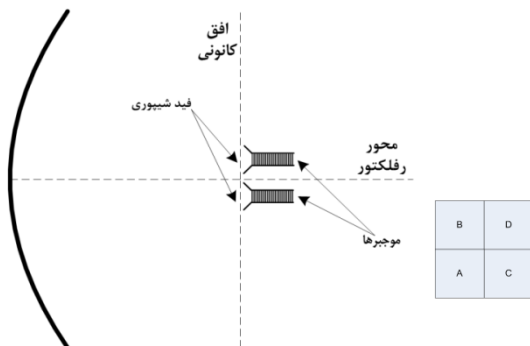 افق
کانونی
فید شیپوری
محور
رفلکتور
موجبرها
B D
A C